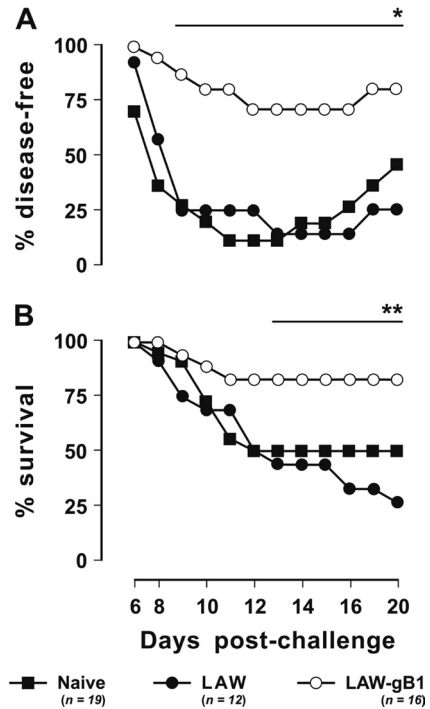 A
*
100
75
50
25
0
% disease-free
B
**
100
75
50
25
0
% survival
6 8 10 12 14 16 20
Days post-challenge
Naive LAW LAW-gB1
(n = 19) (n = 12) (n = 16)